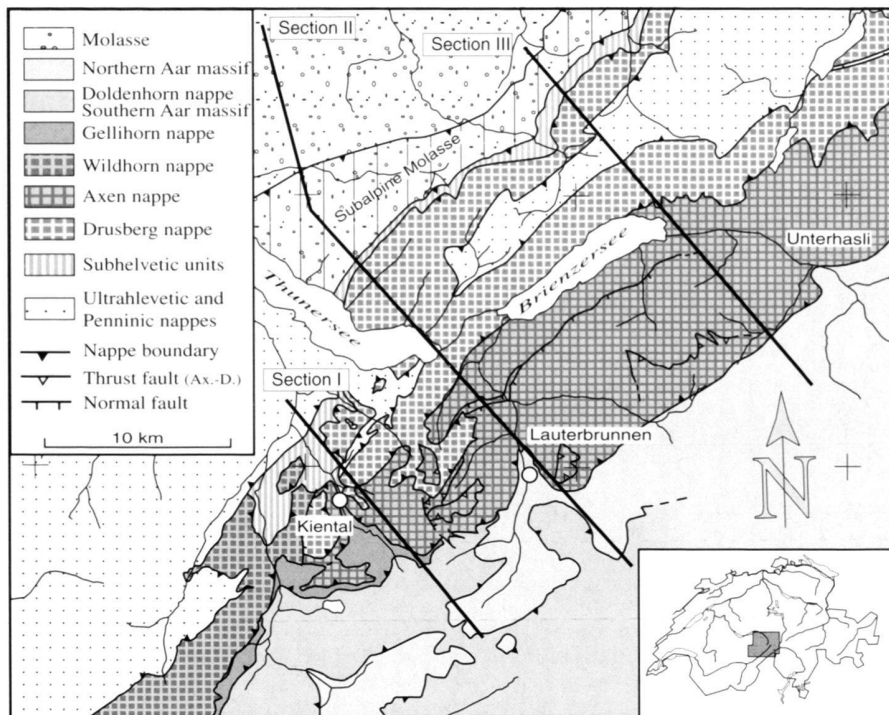 Molasse
Northern Aar massif
Doldenhorn nappe
Southern Aar massif
Gellihorn nappe
Wildhorn nappe
Axen nappe
Drusberg nappe
Subhelvetic units
Ultrahlevetic and
Penninic nappes
Nappe boundary
Thrust fault (Ax.-D.)
Normal fault
10 km
Section II
Section III
Subalpine Molasse
Unterhasli
Thunersee
Brienzersee
Section I
Lauterbrunnen
Kiental
N